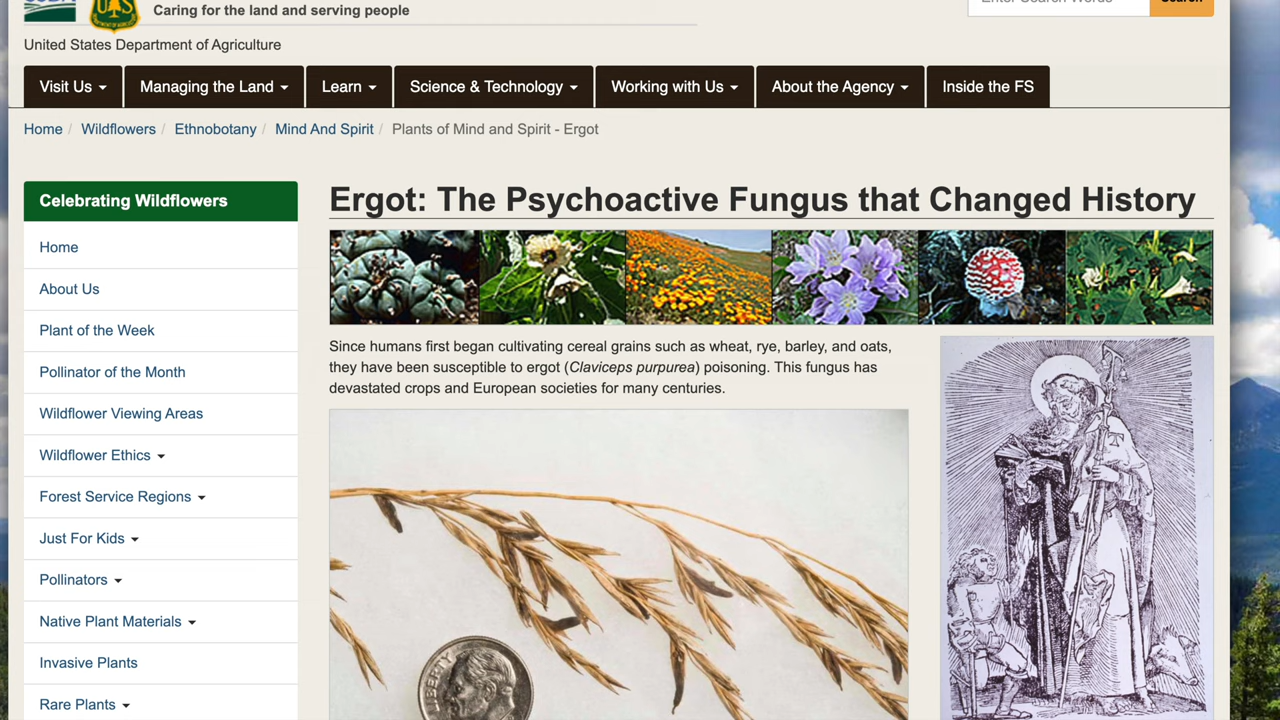 Caring for the land and serving people
United States Department of Agriculture
Visit Us
Managing the Land
Learn
Science & Technology
Working with Us
About the Agency
Inside the FS
Home / Wildflowers / Ethnobotany / Mind And Spirit / Plants of Mind and Spirit - Ergot
Celebrating Wildflowers
Home
About Us
Plant of the Week
Pollinator of the Month
Wildflower Viewing Areas
Wildflower Ethics
Forest Service Regions
Just For Kids
Pollinators
Native Plant Materials
Invasive Plants
Rare Plants
Ergot: The Psychoactive Fungus that Changed History
Since humans first began cultivating cereal grains such as wheat, rye, barley, and oats,
they have been susceptible to ergot (Claviceps purpurea) poisoning. This fungus has
devastated crops and European societies for many centuries.
LIBERTY